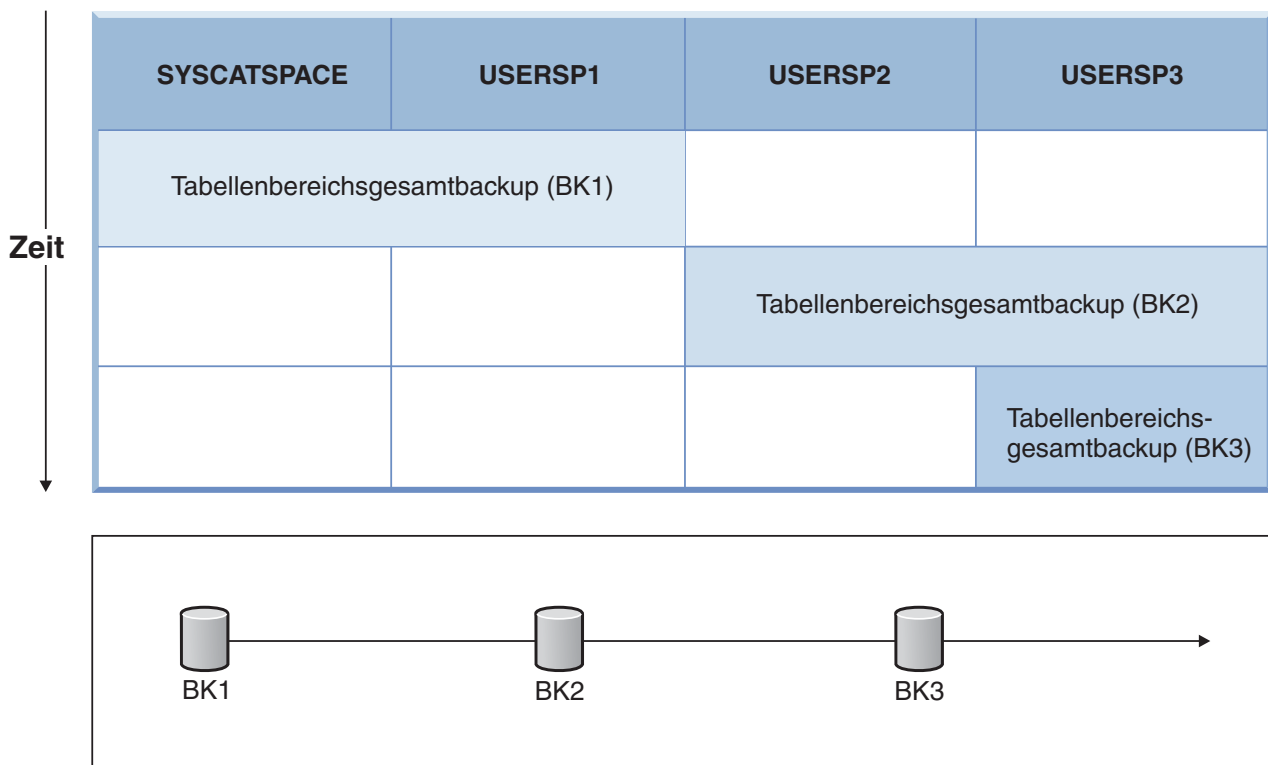 SYSCATSPACE
USERSP1
USERSP2
USERSP3
Tabellenbereichsgesamtbackup (BK1)
Zeit
Tabellenbereichsgesamtbackup (BK2)
Tabellenbereichs-
gesamtbackup (BK3)
BK1
BK2
BK3